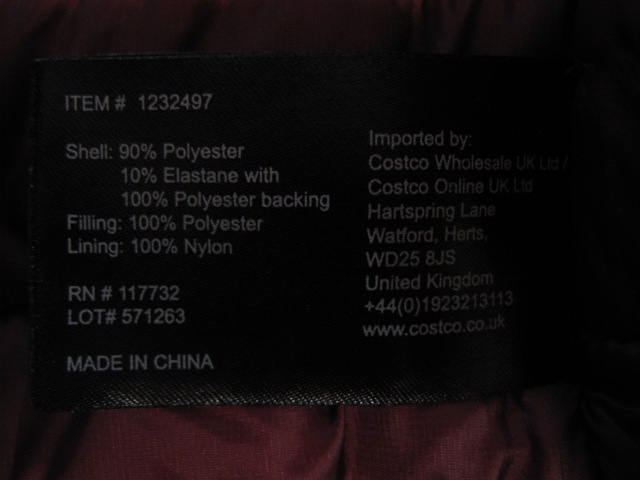 ITEM # 1232497
Shell: 90% Polyester
10% Elastane with
100% Polyester backing
Filling: 100% Polyester
Lining: 100% Nylon
RN # 117732
LOT# 571263
MADE IN CHINA
Imported by:
Costco Wholesale UK Ltd /
Costco Online UK Ltd
Hartspring Lane
Watford, Herts,
WD25 8JS
United Kingdom
+44(0)1923213113
www.costco.co.uk